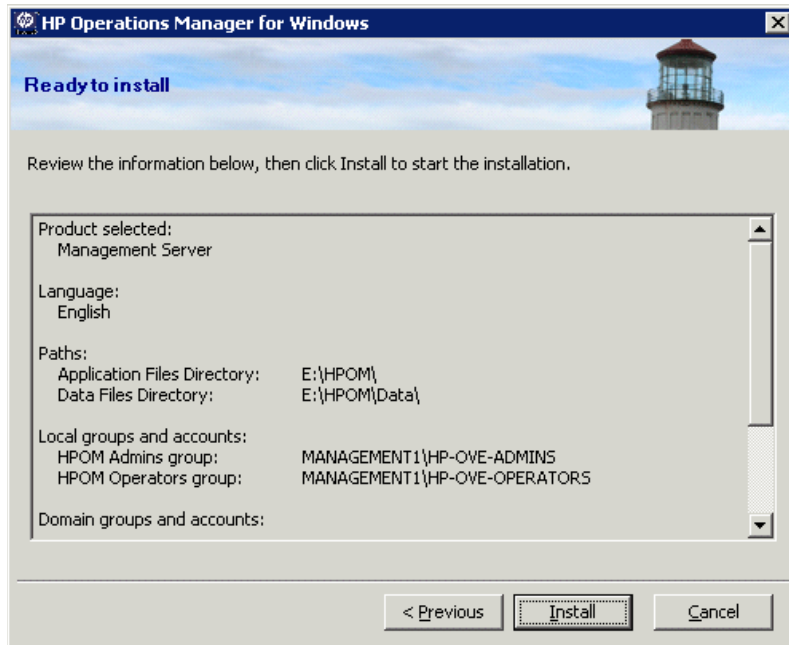 HP Operations Manager for Windows
Ready to install
Review the information below, then click Install to start the installation.
Product selected:
Management Server
Language:
English
Paths:
Application Files Directory: E:\HPOM\
Data Files Directory: E:\HPOM\Data\
Local groups and accounts:
HPOM Admins group: MANAGEMENT1\HP-OVE-ADMINS
HPOM Operators group: MANAGEMENT1\HP-OVE-OPERATORS
Domain groups and accounts:
< Previous Install Cancel